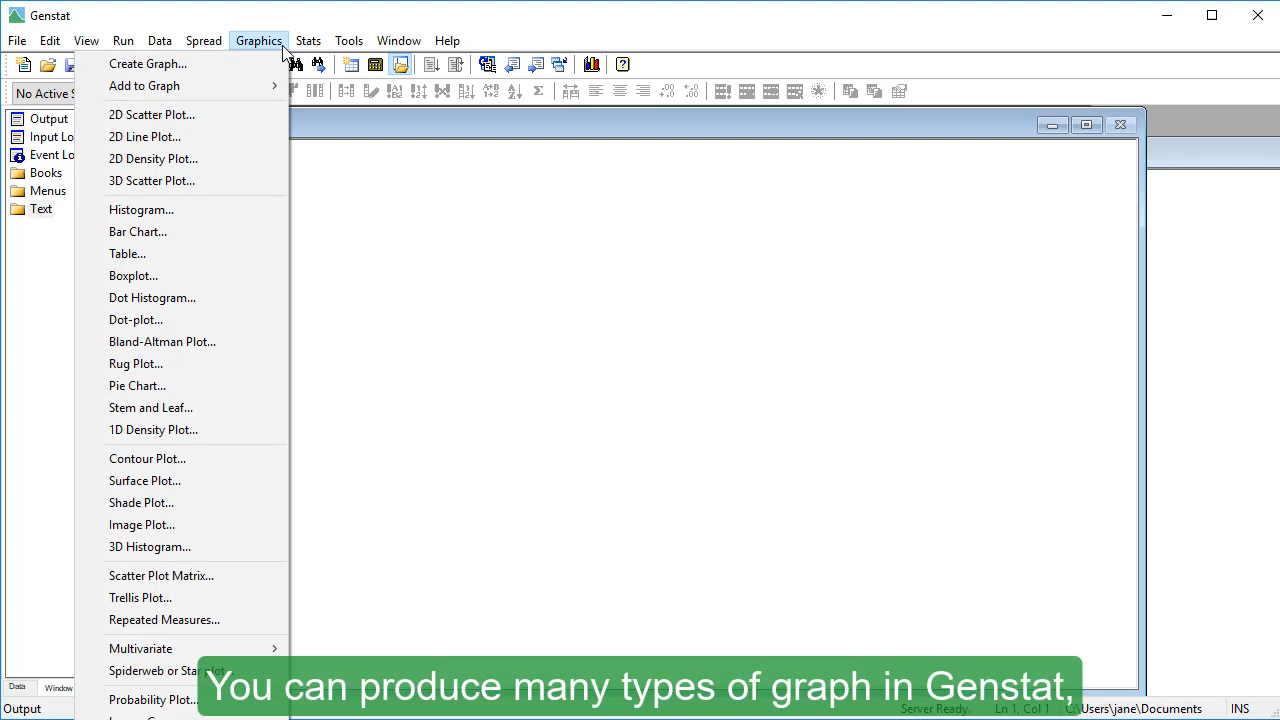 Genstat
File Edit View Run Data Spread Graphics Stats Tools Window Help
No Active S
Output
Input Lo
Event Lo
Books
Menus
Text
Create Graph...
Add to Graph
2D Scatter Plot...
2D Line Plot...
2D Density Plot...
3D Scatter Plot...
Histogram...
Bar Chart...
Table...
Boxplot...
Dot Histogram...
Dot-plot...
Bland-Altman Plot...
Rug Plot...
Pie Chart...
Stem and Leaf...
1D Density Plot...
Contour Plot...
Surface Plot...
Shade Plot...
Image Plot...
3D Histogram...
Scatter Plot Matrix...
Trellis Plot...
Repeated Measures...
Multivariate
Spiderweb or Star plot
Probability Plot...
You can produce many types of graph in Genstat,
Data Window
Output Server Ready. Ln 1, Col 1 C:\Users\jane\Documents INS